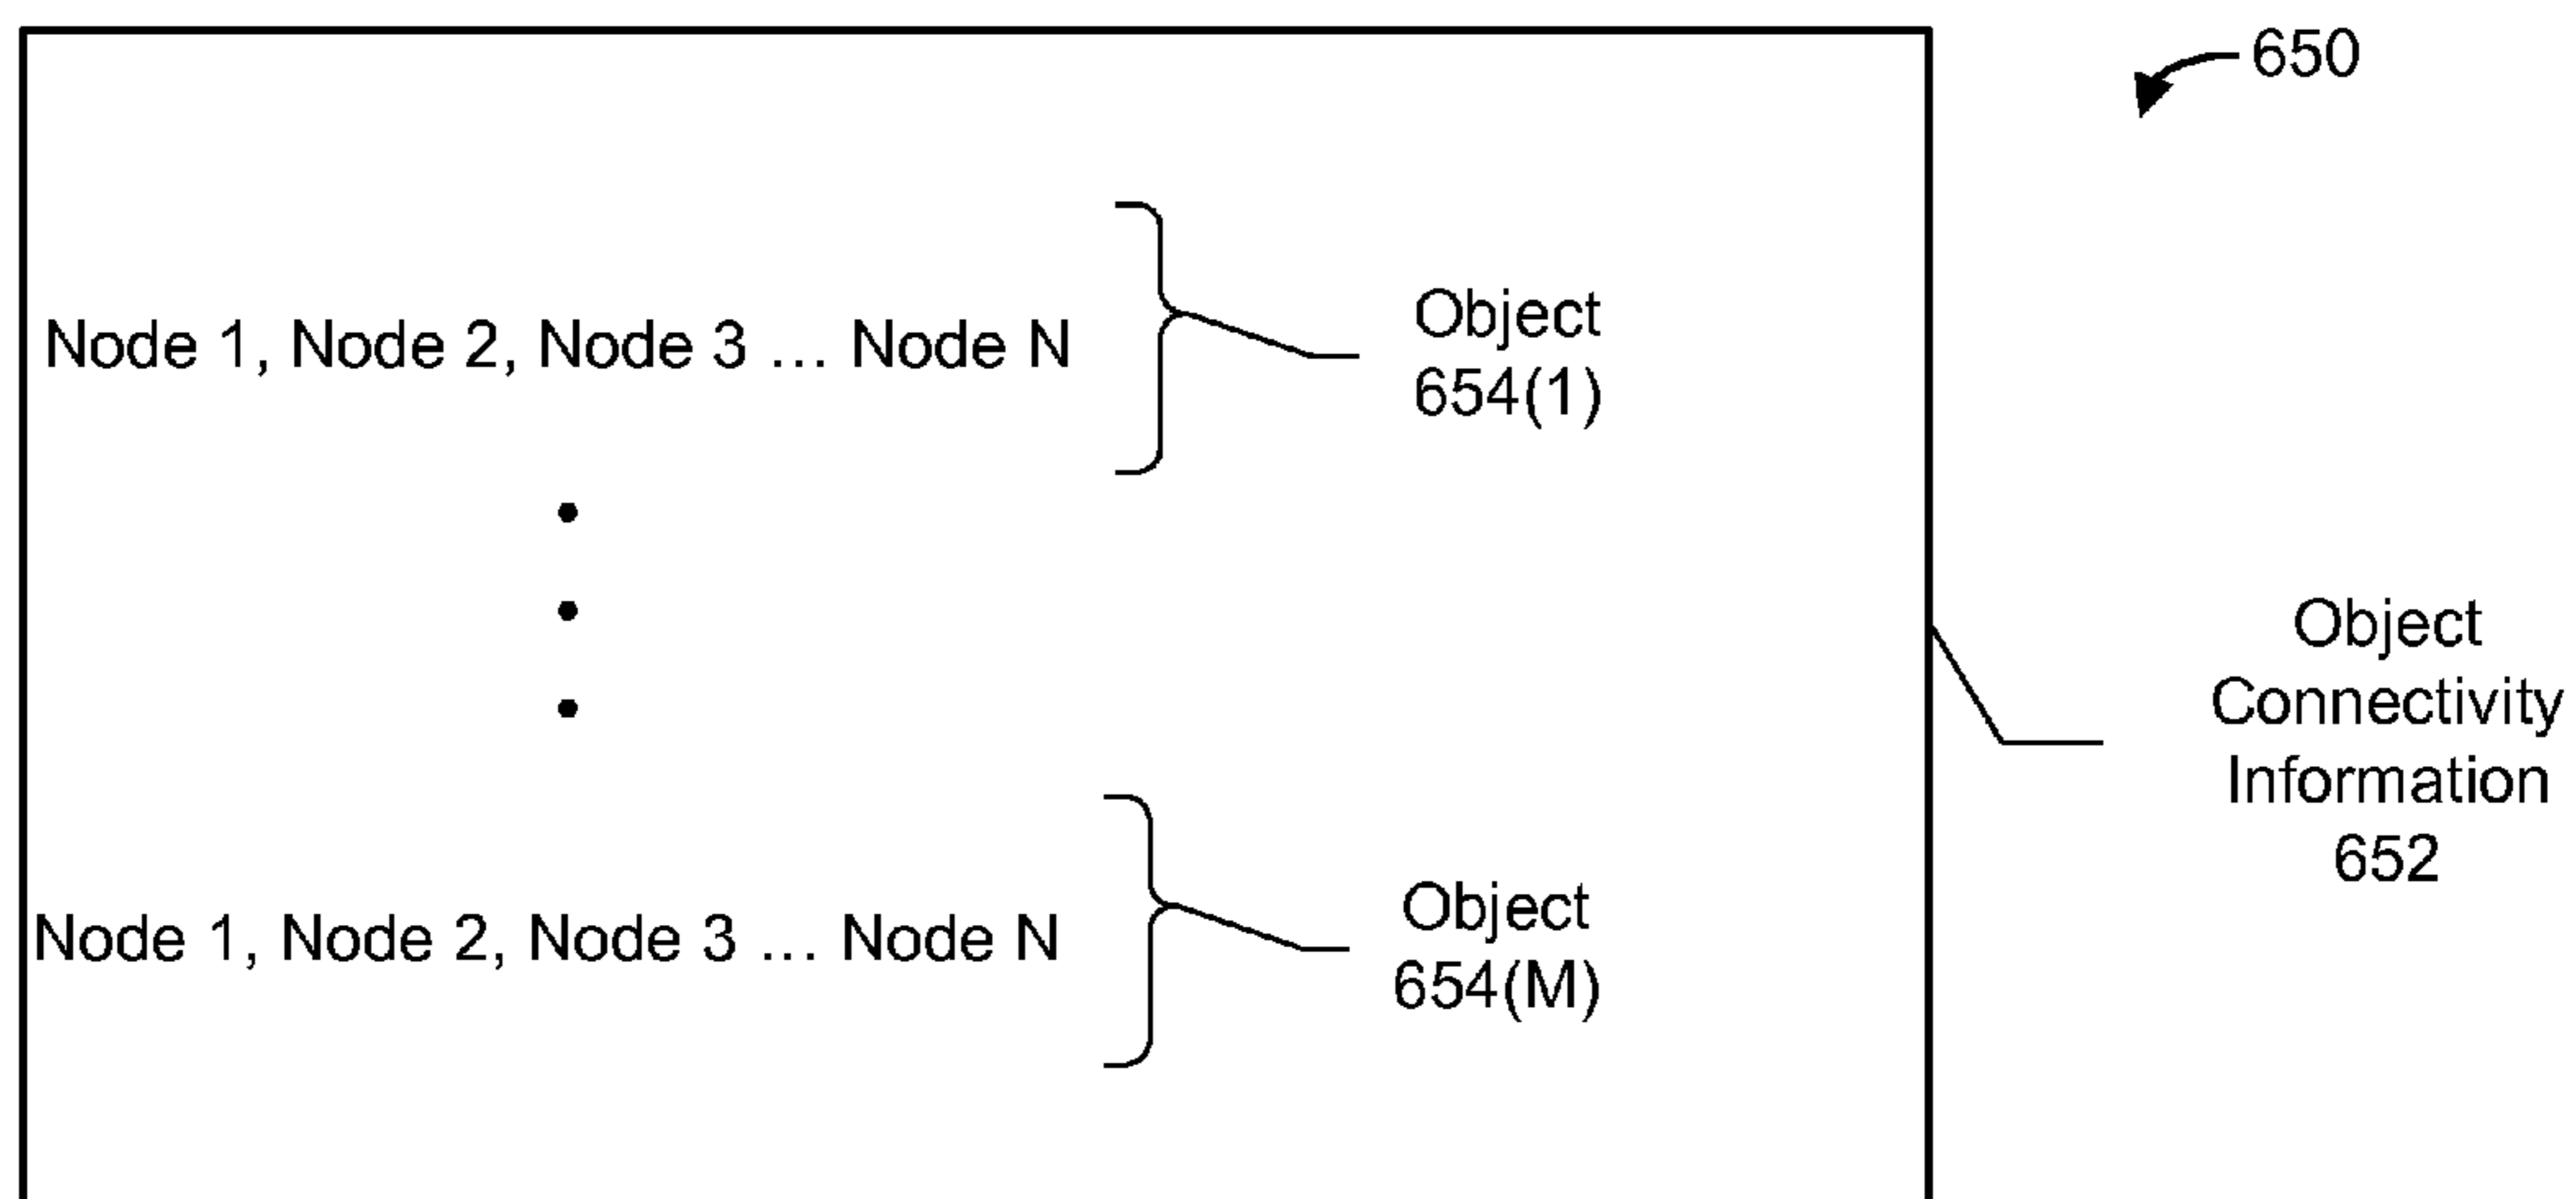 650
Node 1, Node 2, Node 3 ... Node N
Object
654(1)
Object
Connectivity
Information
652
Node 1, Node 2, Node 3 ... Node N
Object
654(M)